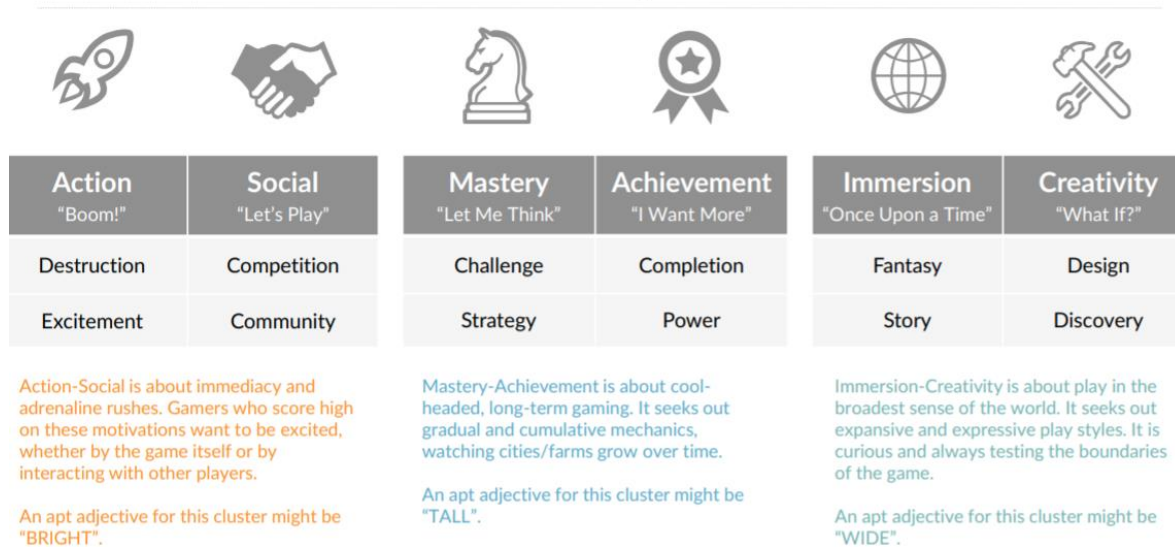 Action
"Boom!"
Social
"Let's Play"
Mastery
"Let Me Think"
Achievement
"I Want More"
Immersion
"Once Upon a Time"
Creativity
"What If?"
Destruction
Competition
Challenge
Completion
Fantasy
Design
Excitement
Community
Strategy
Power
Story
Discovery
Action-Social is about immediacy and
adrenaline rushes. Gamers who score high
on these motivations want to be excited,
whether by the game itself or by
interacting with other players.
An apt adjective for this cluster might be
"BRIGHT".
Mastery-Achievement is about cool-
headed, long-term gaming. It seeks out
gradual and cumulative mechanics,
watching cities/farms grow over time.
An apt adjective for this cluster might be
"TALL".
Immersion-Creativity is about play in the
broadest sense of the world. It seeks out
expansive and expressive play styles. It is
curious and always testing the boundaries
of the game.
An apt adjective for this cluster might be
"WIDE".